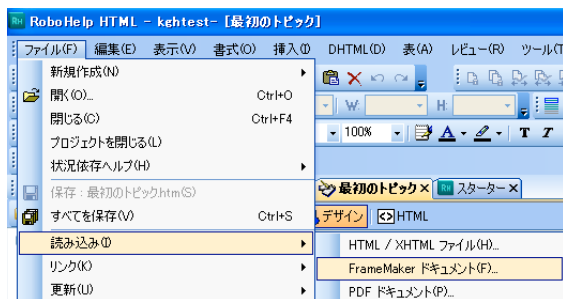 RoboHelp HTML - kghtest- [最初のトピック]
ファイル(F) 編集(E) 表示(V) 書式(O) 挿入(I) DHTML(D) 表(A) レビュー(R) ツール(T
新規作成(N)
開く(O)... Ctrl+O
閉じる(C) Ctrl+F4
W: H:
プロジェクトを閉じる(L)
100% A T T
状況依存ヘルプ(H)
保存 : 最初のトピック.htm(S)
最初のトピック × スターター ×
すべてを保存(V) Ctrl+S
デザイン HTML
読み込み(I)
HTML / XHTML ファイル(H)...
リンク(K)
FrameMaker ドキュメント(F)...
更新(U)
PDF ドキュメント(P)...